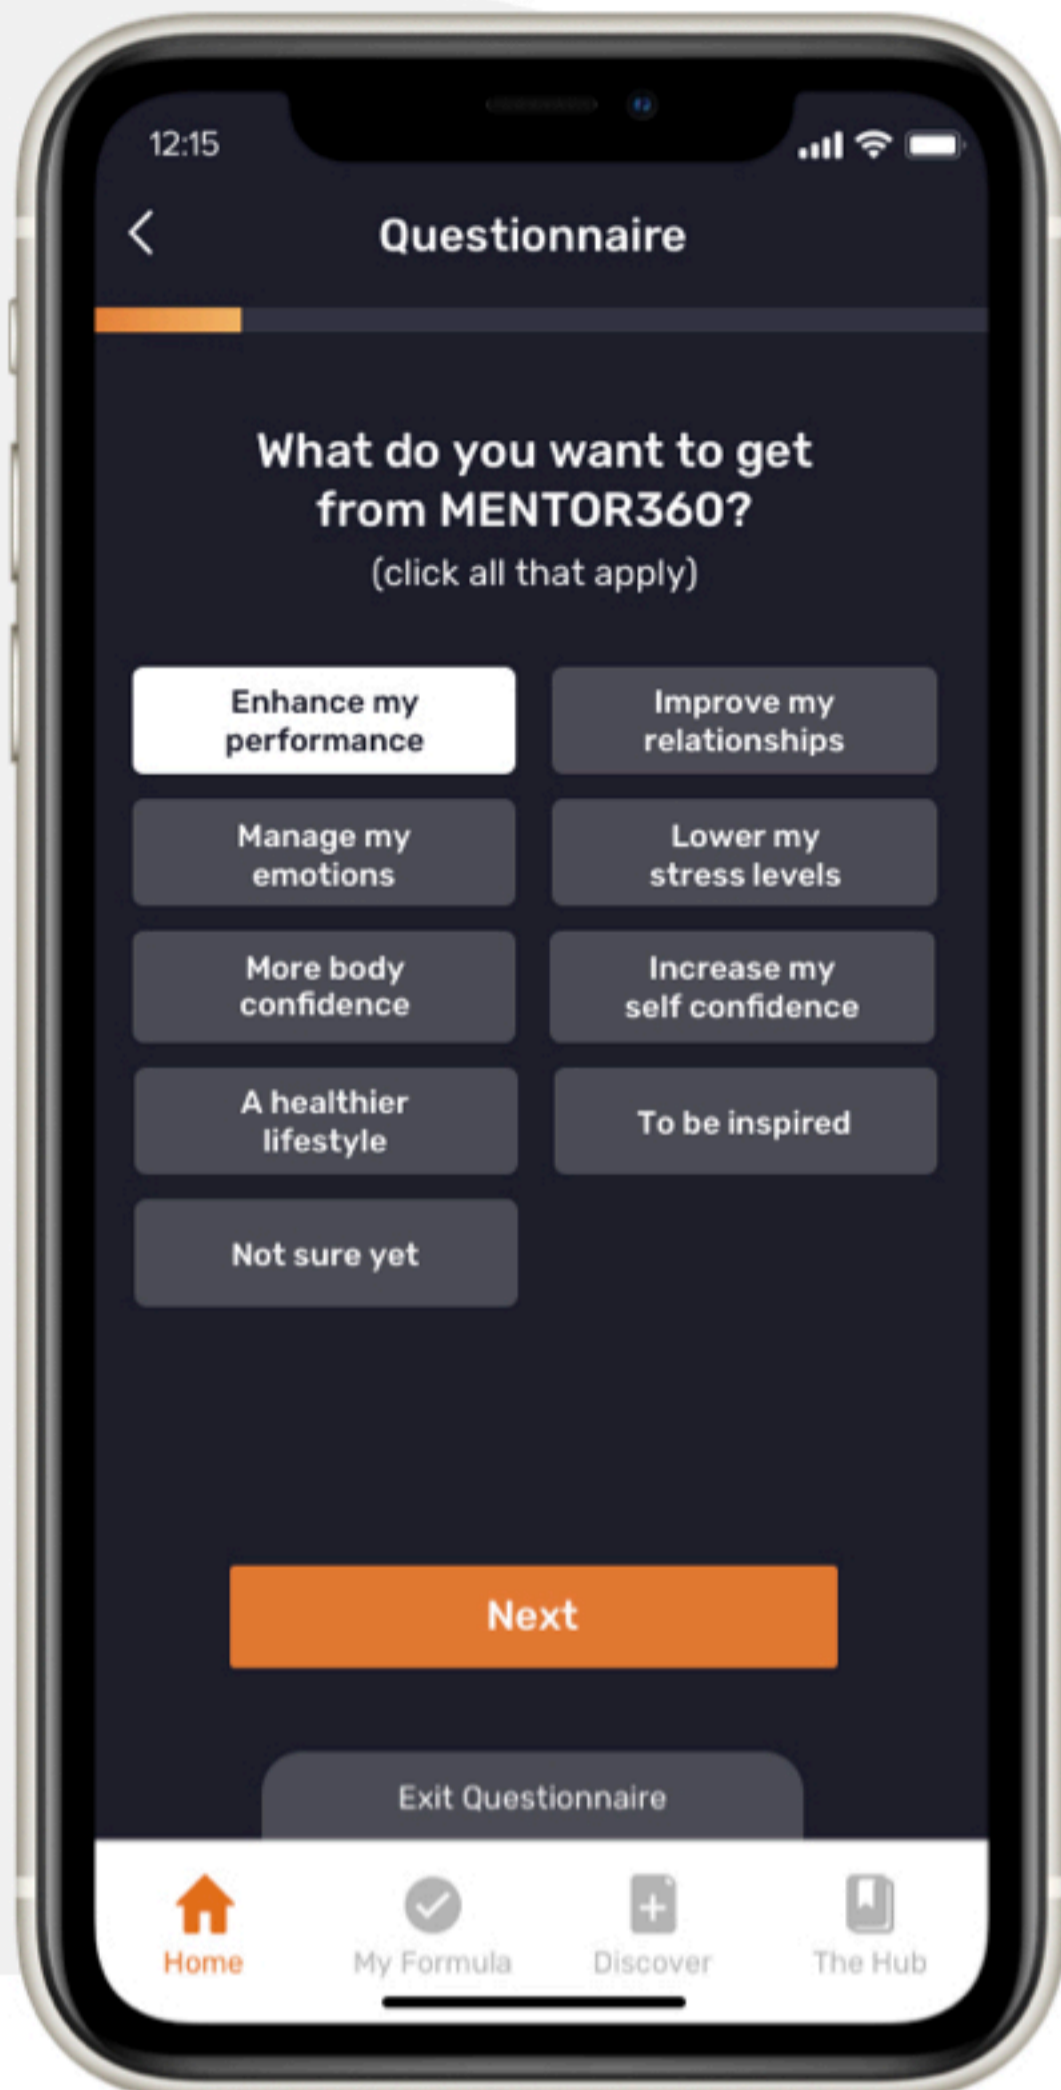 12:15
Questionnaire
What do you want to get
from MENTOR360?
(click all that apply)
Enhance my
performance
Improve my
relationships
Manage my
emotions
Lower my
stress levels
More body
confidence
Increase my
self confidence
A healthier
lifestyle
To be inspired
Not sure yet
Next
Exit Questionnaire
Home
My Formula
Discover
The Hub